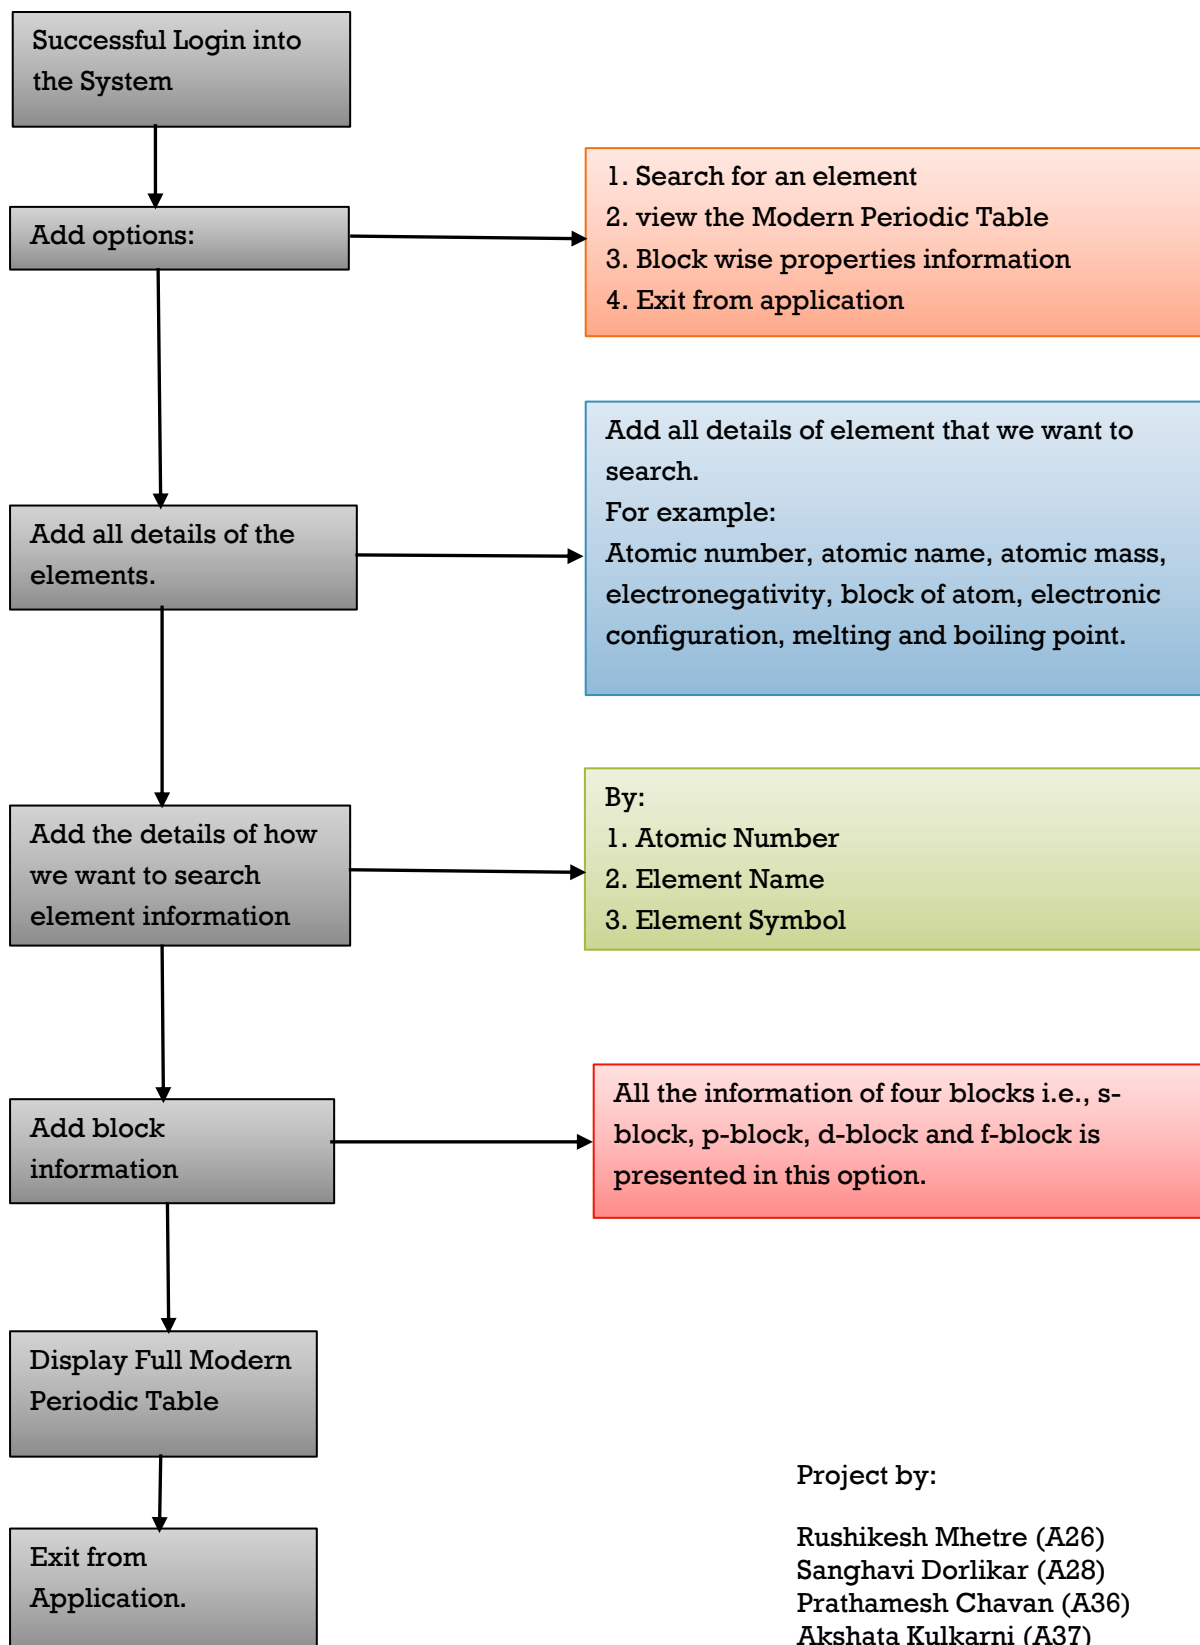 Successful Login into
the System
Add options:
1. Search for an element
2. view the Modern Periodic Table
3. Block wise properties information
4. Exit from application
Add all details of the
elements.
Add all details of element that we want to
search.
For example:
Atomic number, atomic name, atomic mass,
electronegativity, block of atom, electronic
configuration, melting and boiling point.
Add the details of how
we want to search
element information
By:
1. Atomic Number
2. Element Name
3. Element Symbol
Add block
information
All the information of four blocks i.e., s-
block, p-block, d-block and f-block is
presented in this option.
Display Full Modern
Periodic Table
Exit from
Application.
Project by:
Rushikesh Mhetre (A26)
Sanghavi Dorlikar (A28)
Prathamesh Chavan (A36)
Akshata Kulkarni (A37)